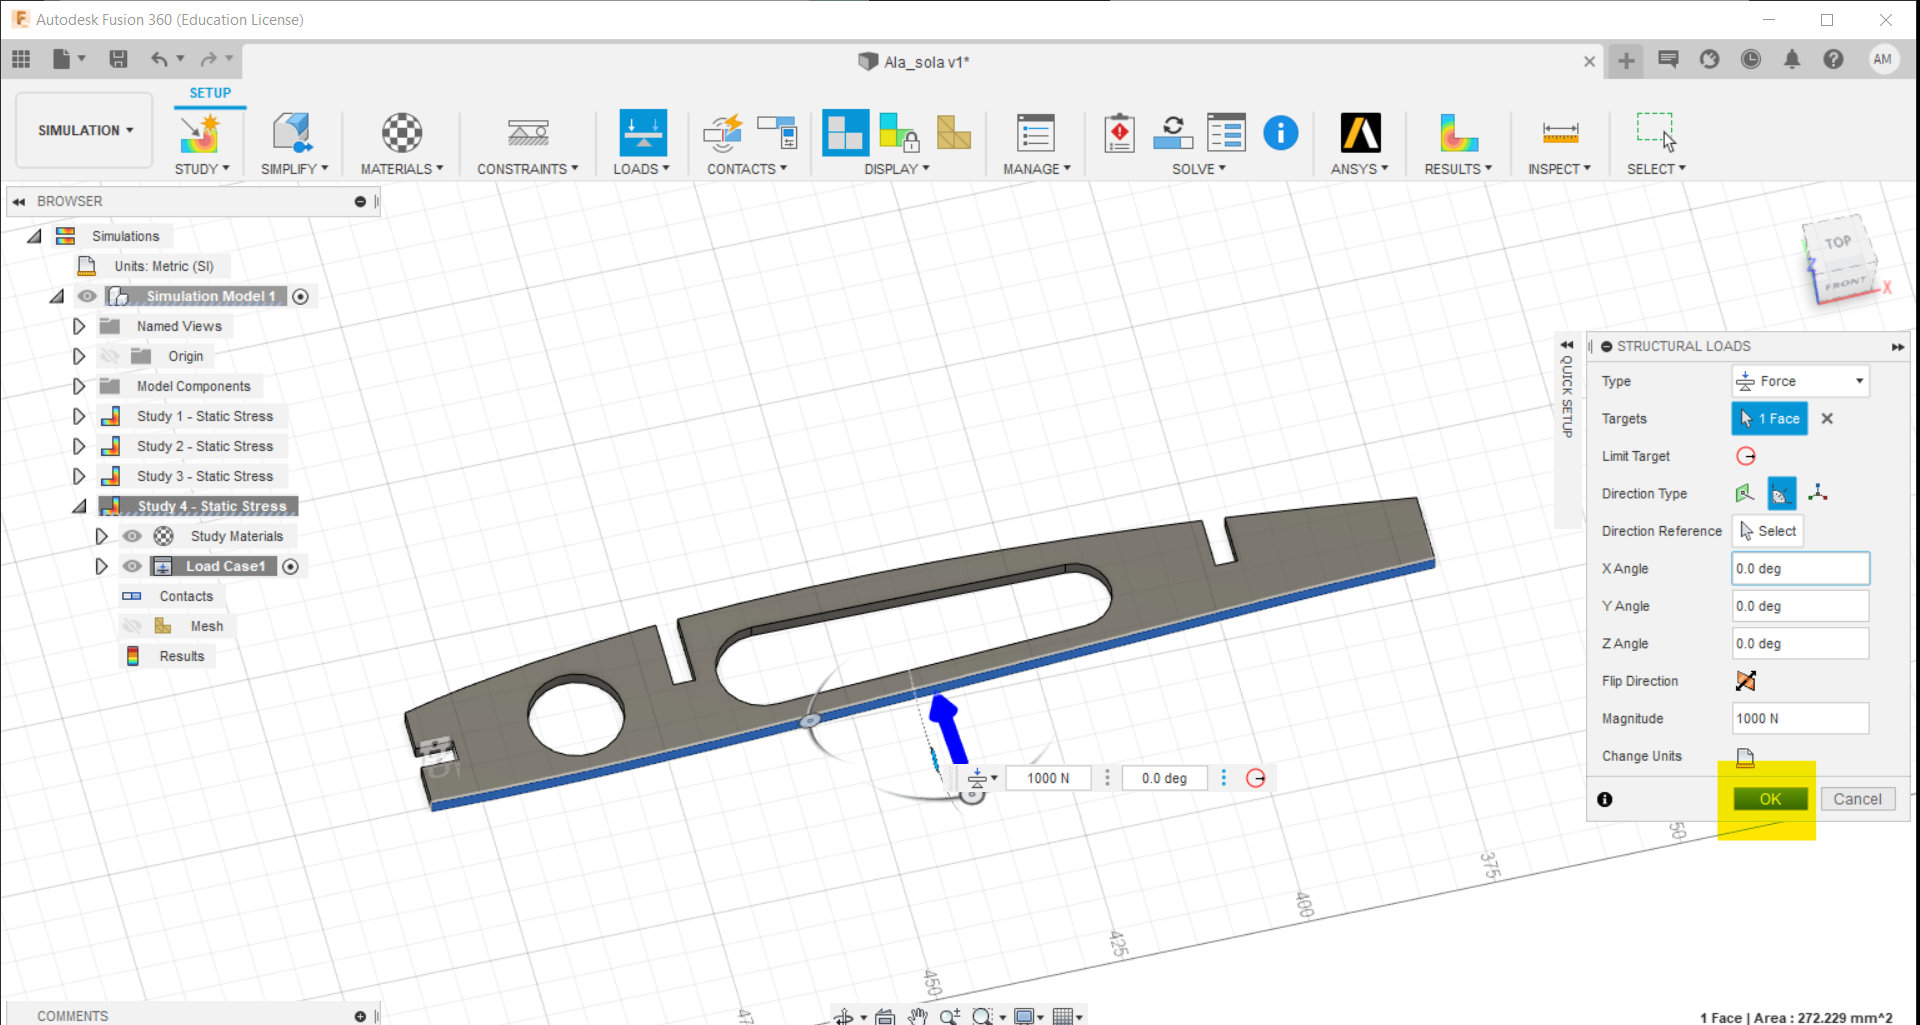 Autodesk Fusion 360 (Education License)
Ala_sola v1*
AM
SETUP
SIMULATION
STUDY
SIMPLIFY
MATERIALS
CONSTRAINTS
LOADS
CONTACTS
DISPLAY
MANAGE
SOLVE
ANSYS
RESULTS
INSPECT
SELECT
BROWSER
Simulations
Units: Metric (SI)
Simulation Model 1
Named Views
Origin
Model Components
Study 1 - Static Stress
Study 2 - Static Stress
Study 3 - Static Stress
Study 4 - Static Stress
Study Materials
Load Case1
Contacts
Mesh
Results
TOP
FRONT
Z
X
QUICK SETUP
STRUCTURAL LOADS
Type Force
Targets 1 Face
Limit Target
Direction Type
Direction Reference Select
X Angle 0.0 deg
Y Angle 0.0 deg
Z Angle 0.0 deg
Flip Direction
Magnitude 1000 N
Change Units
OK Cancel
1000 N 0.0 deg
375
400
425
450
COMMENTS
1 Face | Area : 272.229 mm^2